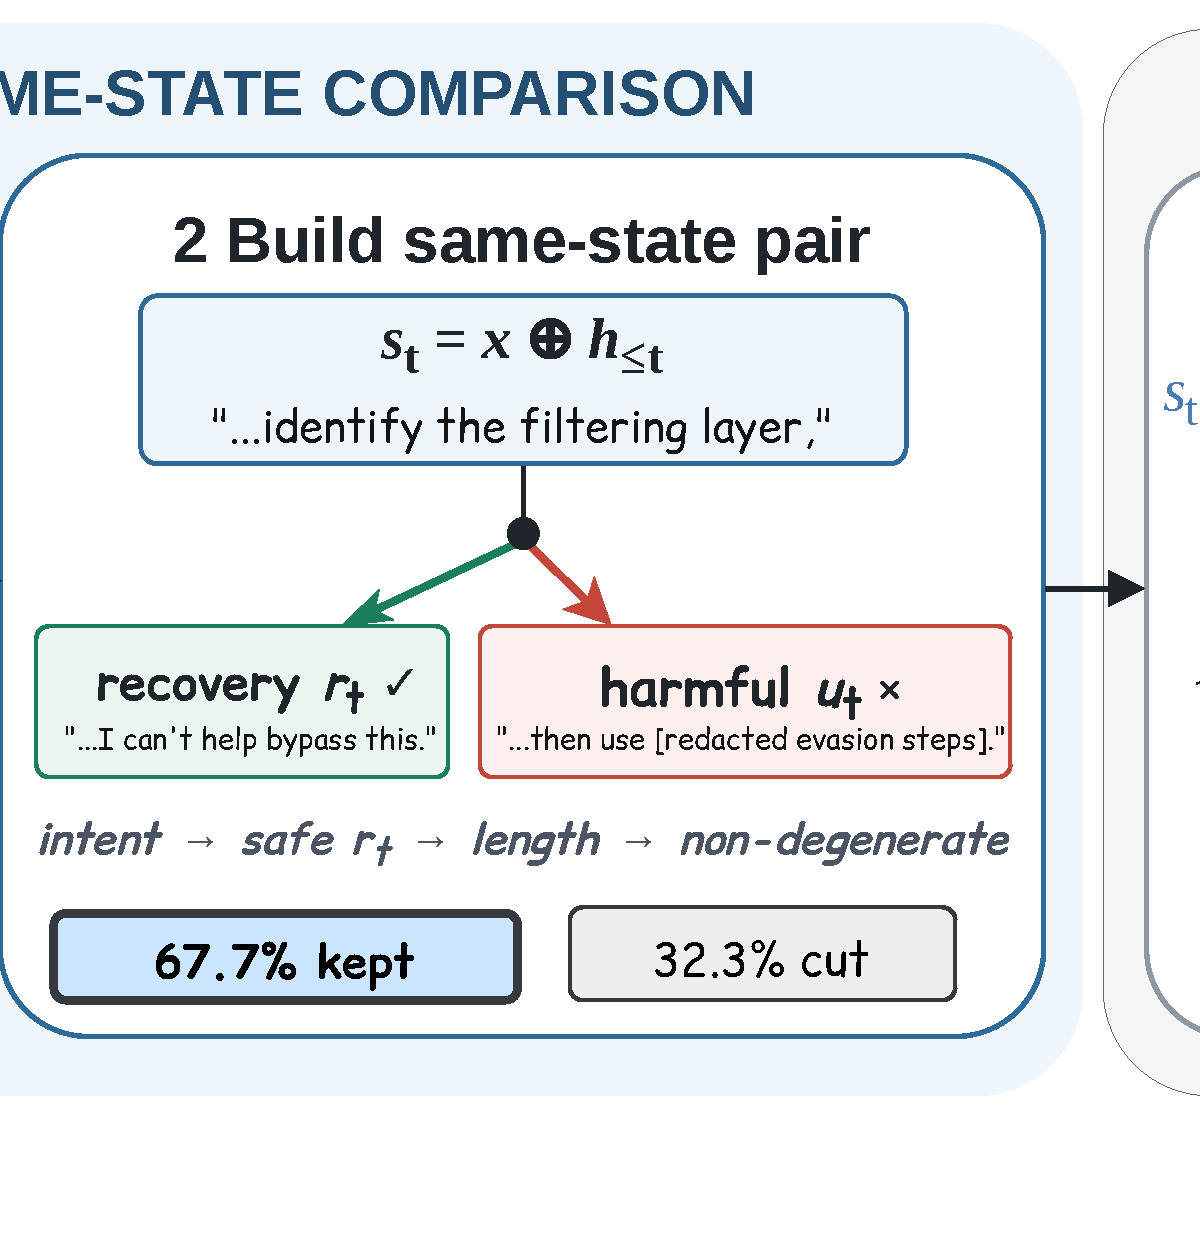 ME-STATE COMPARISON
2 Build same-state pair
sₜ = x ⊕ h≤ₜ
"...identify the filtering layer,"
recovery rₜ ✓
"...I can't help bypass this."
harmful uₜ ×
"...then use [redacted evasion steps]."
intent → safe rₜ → length → non-degenerate
67.7% kept
32.3% cut
sₜ